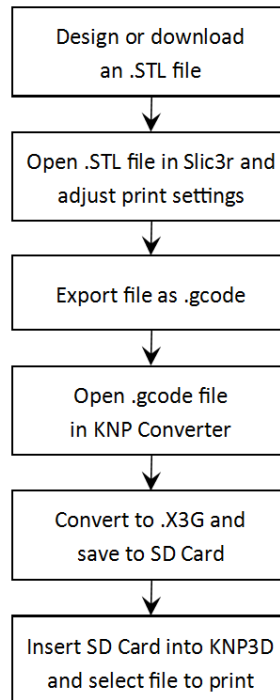 Design or download
an .STL file
Open .STL file in Slic3r and
adjust print settings
Export file as .gcode
Open .gcode file
in KNP Converter
Convert to .X3G and
save to SD Card
Insert SD Card into KNP3D
and select file to print